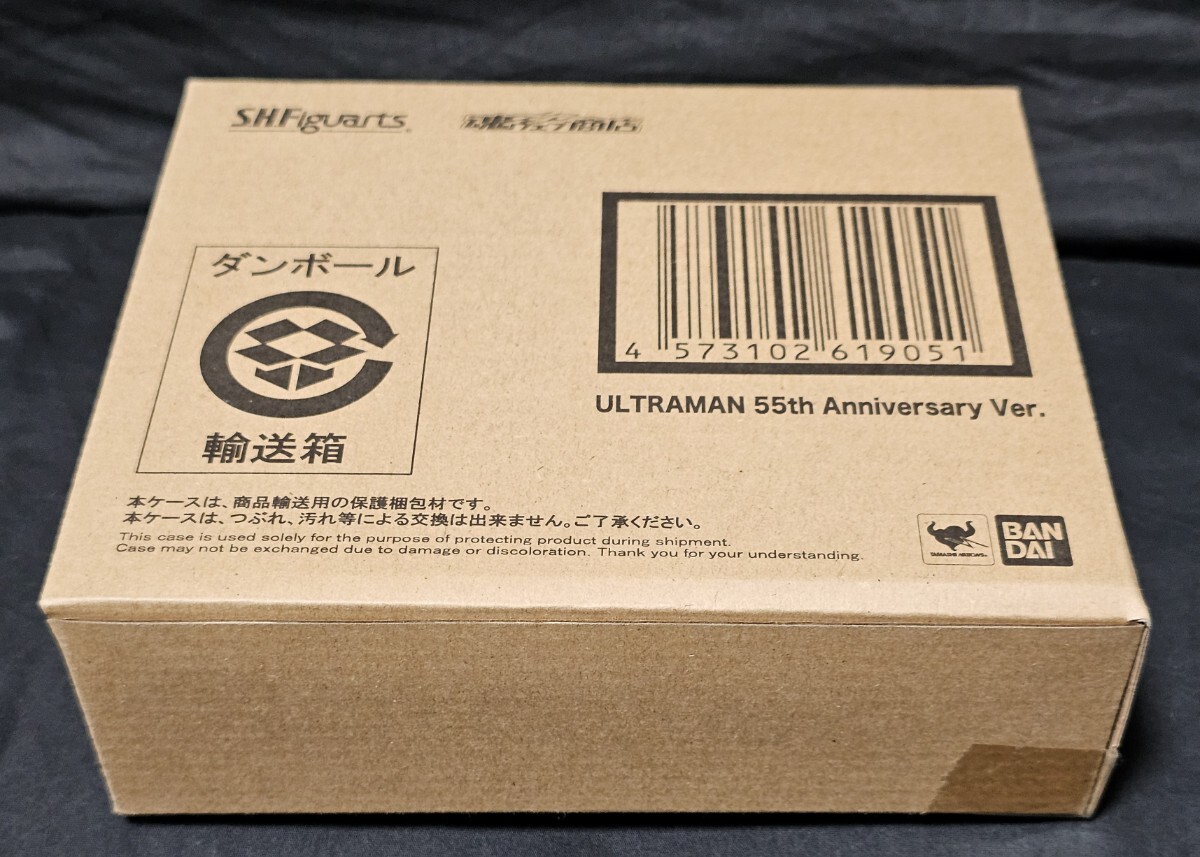 S.H.Figuarts
魂ウェブ商店
ダンボール
輸送箱
4 573102 619051
ULTRAMAN 55th Anniversary Ver.
本ケースは、商品輸送用の保護梱包材です。
本ケースは、つぶれ、汚れ等による交換は出来ません。ご了承ください。
This case is used solely for the purpose of protecting product during shipment.
Case may not be exchanged due to damage or discoloration. Thank you for your understanding.
TAMASHII NATIONS
BAN
DAI